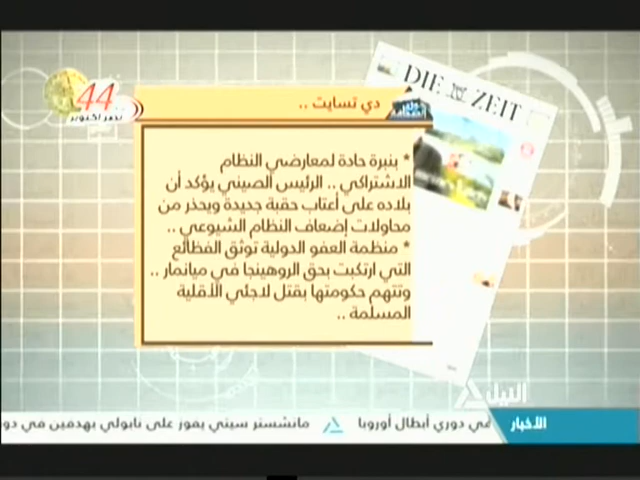 DIE ZEIT
44
نصر أكتوبر
دي تسايت ..
* بنبرة حادة لمعارضي النظام
الاشتراكي .. الرئيس الصيني يؤكد أن
بلاده على أعتاب حقبة جديدة ويحذر من
محاولات إضعاف النظام الشيوعي ..
* منظمة العفو الدولية توثق الفظائع
التي ارتكبت بحق الروهينجا في ميانمار ..
وتتهم حكومتها بقتل لاجئي الأقلية
المسلمة ..
النيل
الأخبار
في دوري أبطال أوروبا
مانشستر سيتي يفوز على نابولي بهدفين في دو